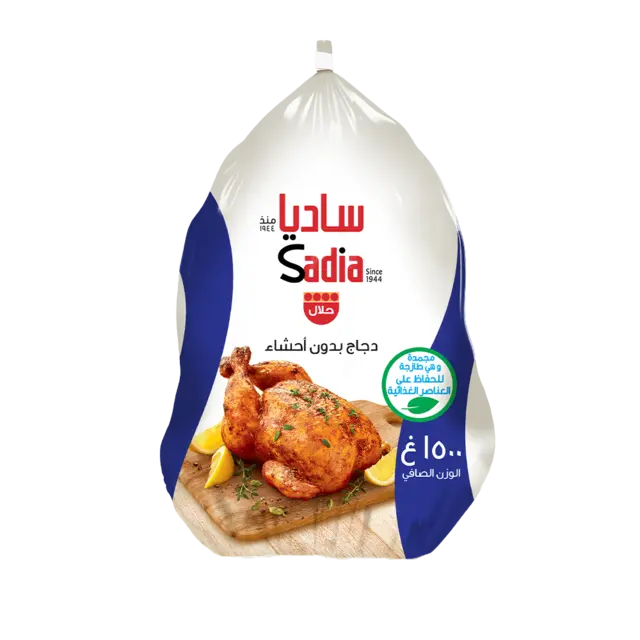 ساديا
منذ
١٩٤٤
Sadia
Since
1944
حلال
دجاج بدون أحشاء
مجمدة
وهي طازجة
للحفاظ على
العناصر الغذائية
١٥٠٠ غ
الوزن الصافي